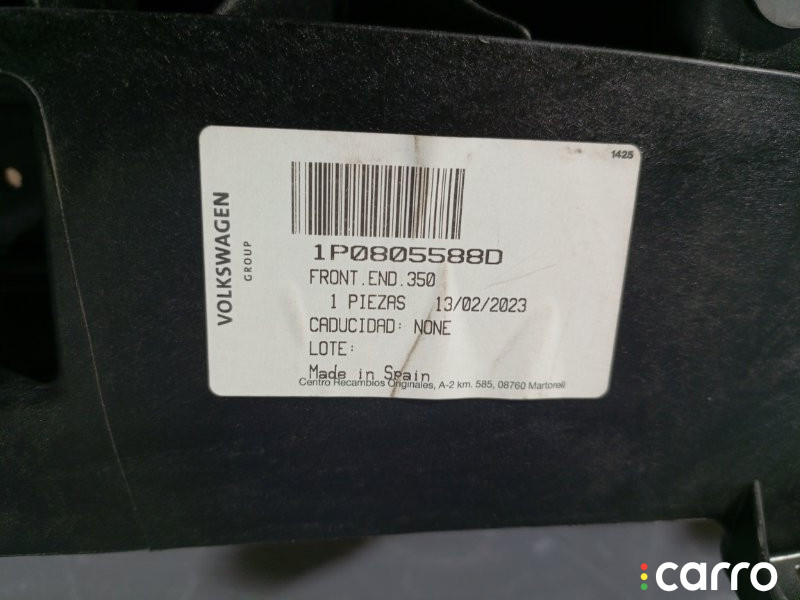 1425
VOLKSWAGEN
GROUP
1P0805588D
FRONT.END.350
1 PIEZAS 13/02/2023
CADUCIDAD: NONE
LOTE:
Made in Spain
Centro Recambios Originales, A-2 km. 585, 08760 Martorell
carro